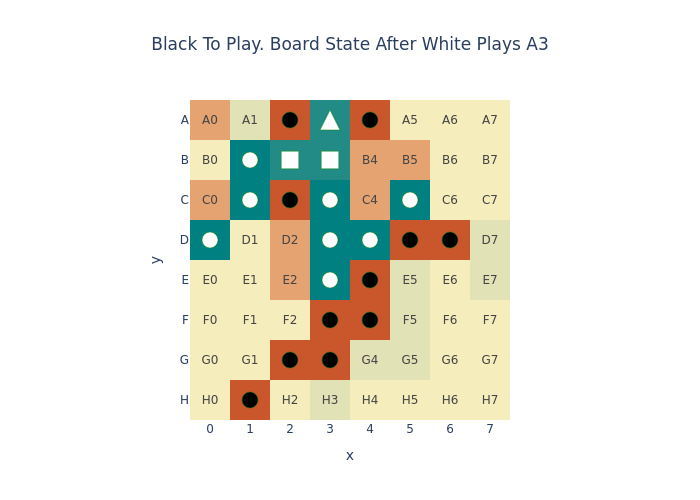 Black To Play. Board State After White Plays A3
A A0 A1 A5 A6 A7
B B0 B4 B5 B6 B7
C C0 C4 C6 C7
D D1 D2 D7
y
E E0 E1 E2 E5 E6 E7
F F0 F1 F2 F5 F6 F7
G G0 G1 G4 G5 G6 G7
H H0 H2 H3 H4 H5 H6 H7
0 1 2 3 4 5 6 7
x